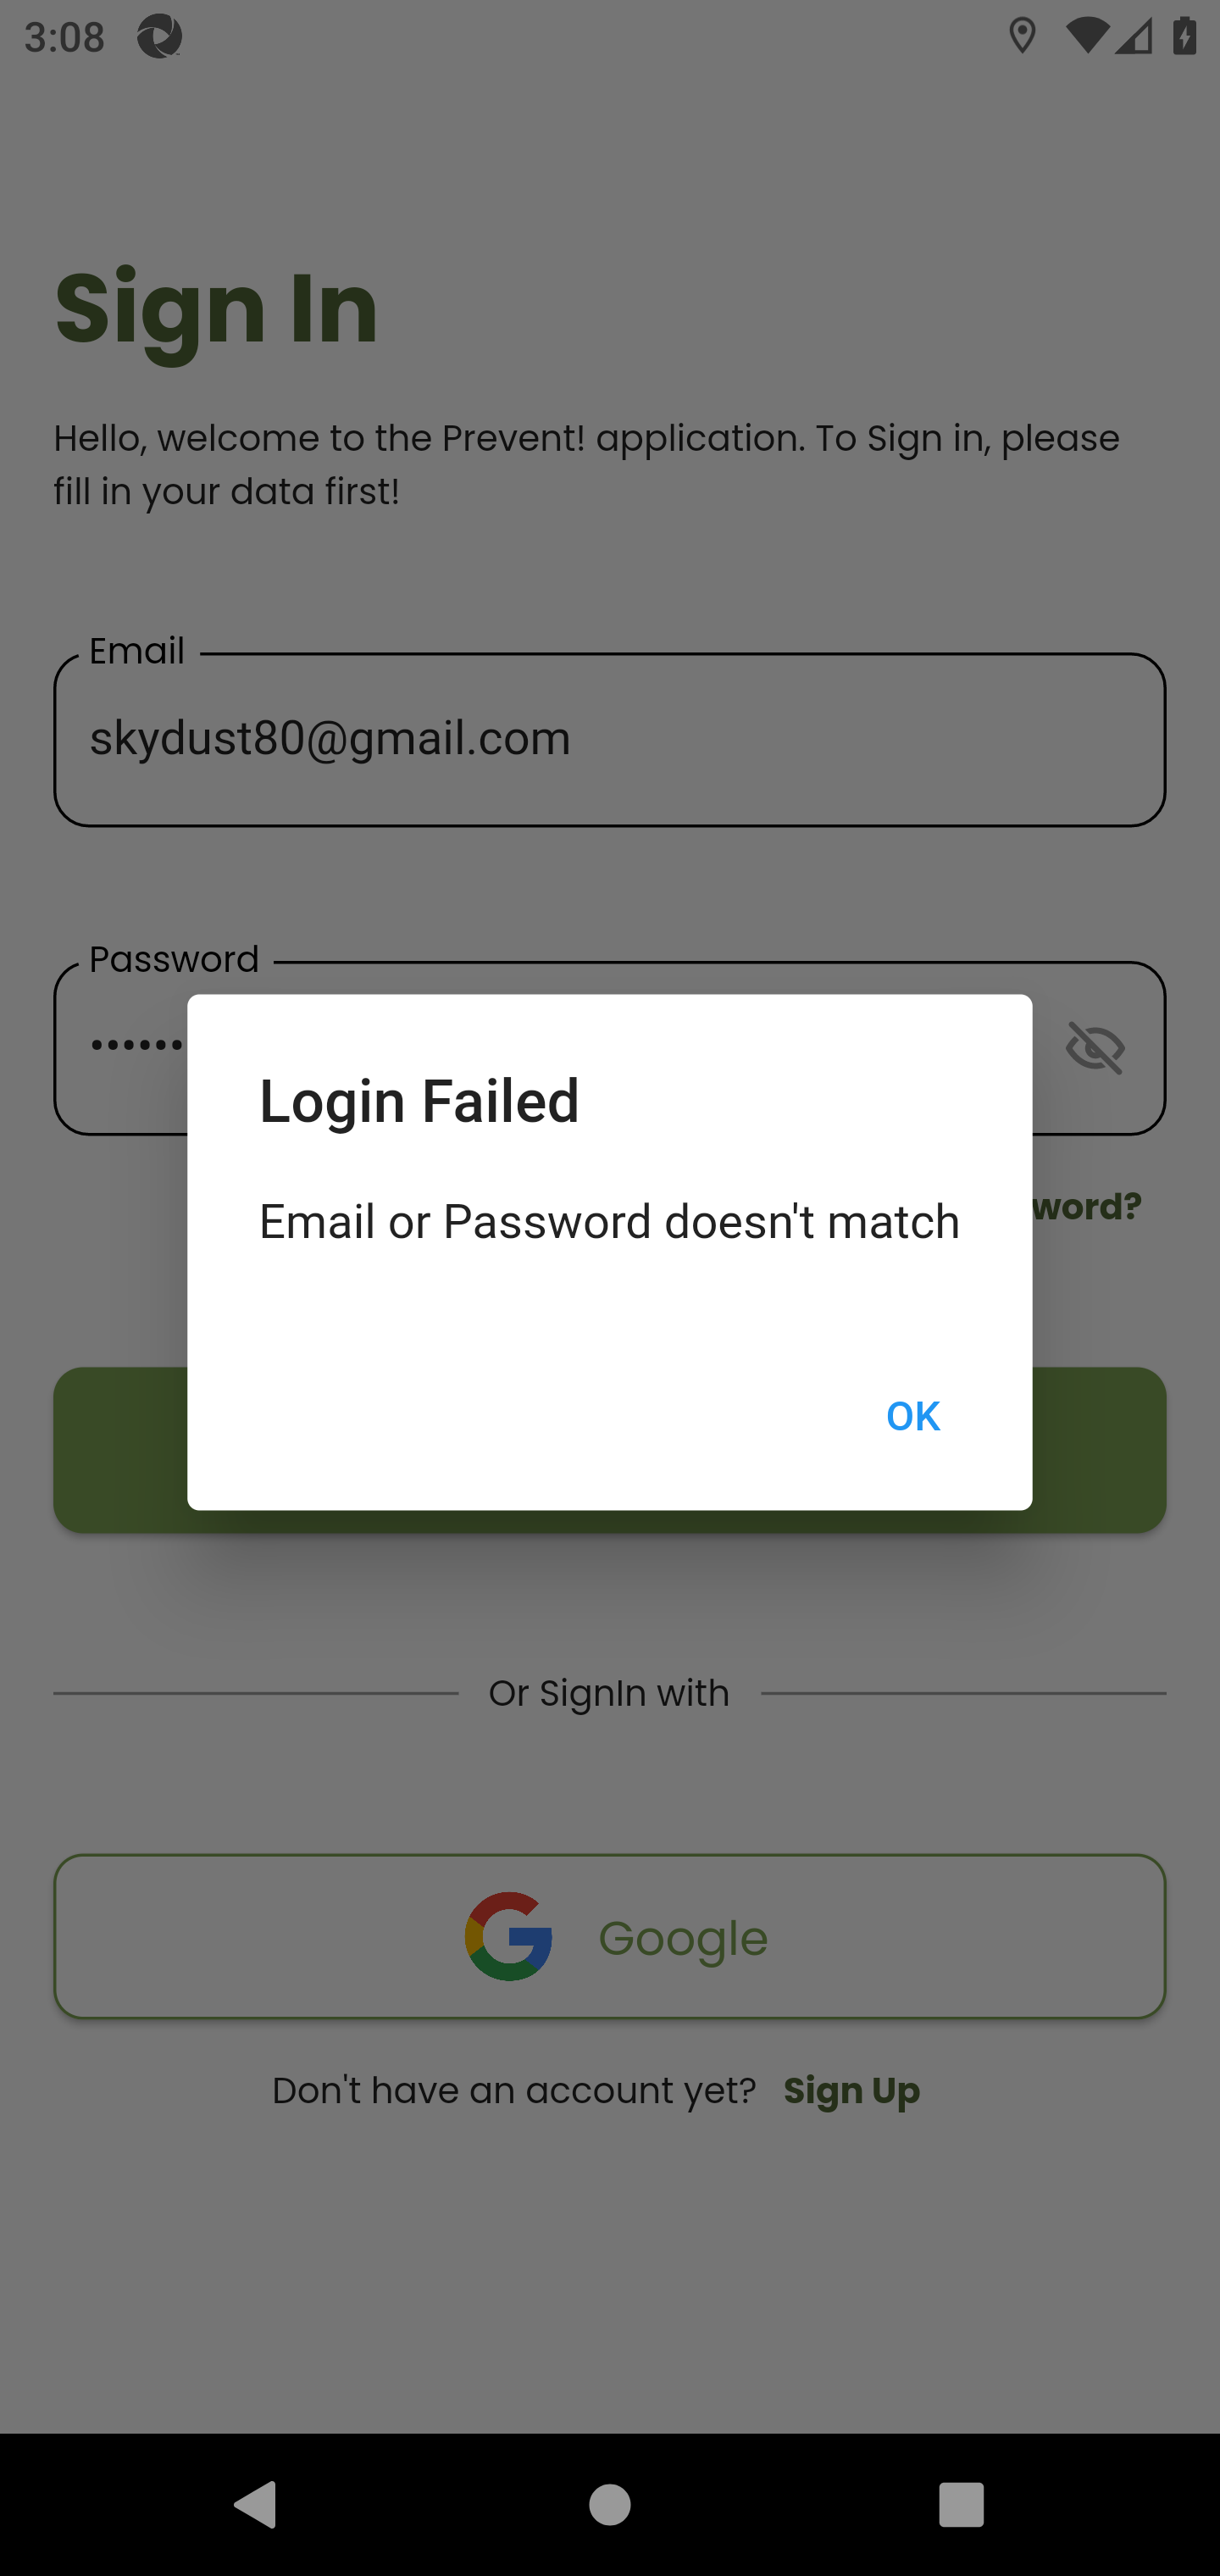 3:08
Sign In
Hello, welcome to the Prevent! application. To Sign in, please
fill in your data first!
Email
skydust80@gmail.com
Password
••••••
Login Failed
Email or Password doesn't match
word?
OK
Or SignIn with
Google
Don't have an account yet? Sign Up